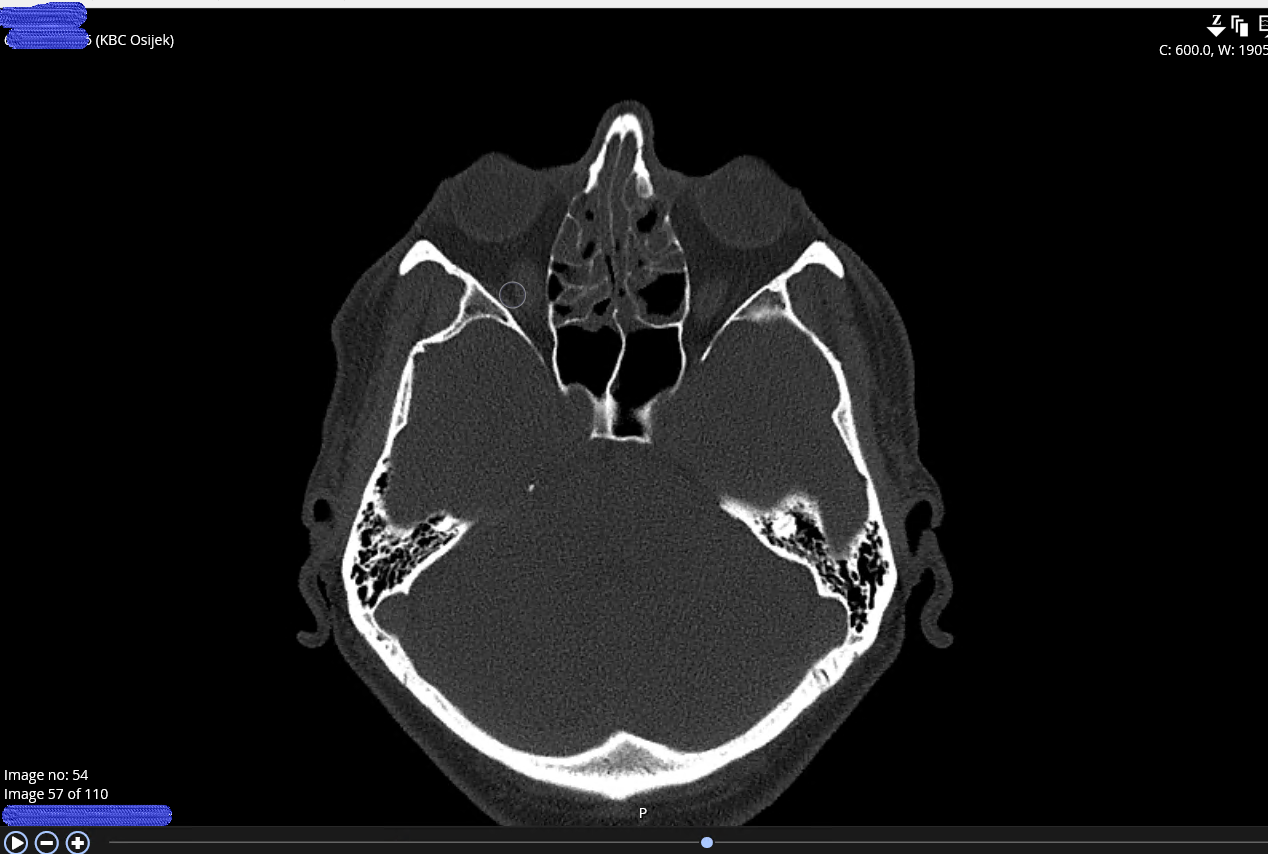 (KBC Osijek)
Z
C: 600.0, W: 1905
Image no: 54
Image 57 of 110
P